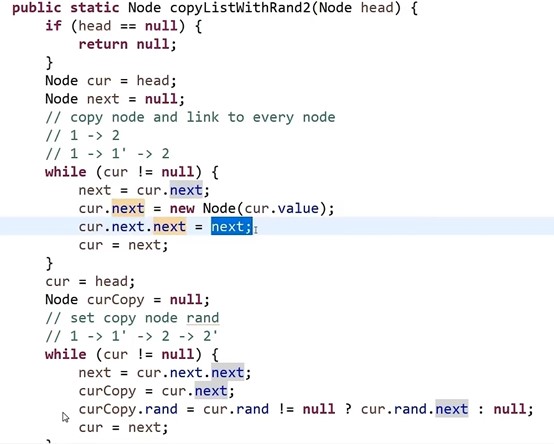 public static Node copyListWithRand2(Node head) {
if (head == null) {
return null;
}
Node cur = head;
Node next = null;
// copy node and link to every node
// 1 -> 2
// 1 -> 1' -> 2
while (cur != null) {
next = cur.next;
cur.next = new Node(cur.value);
cur.next.next = next;
cur = next;
}
cur = head;
Node curCopy = null;
// set copy node rand
// 1 -> 1' -> 2 -> 2'
while (cur != null) {
next = cur.next.next;
curCopy = cur.next;
curCopy.rand = cur.rand != null ? cur.rand.next : null;
cur = next;
}